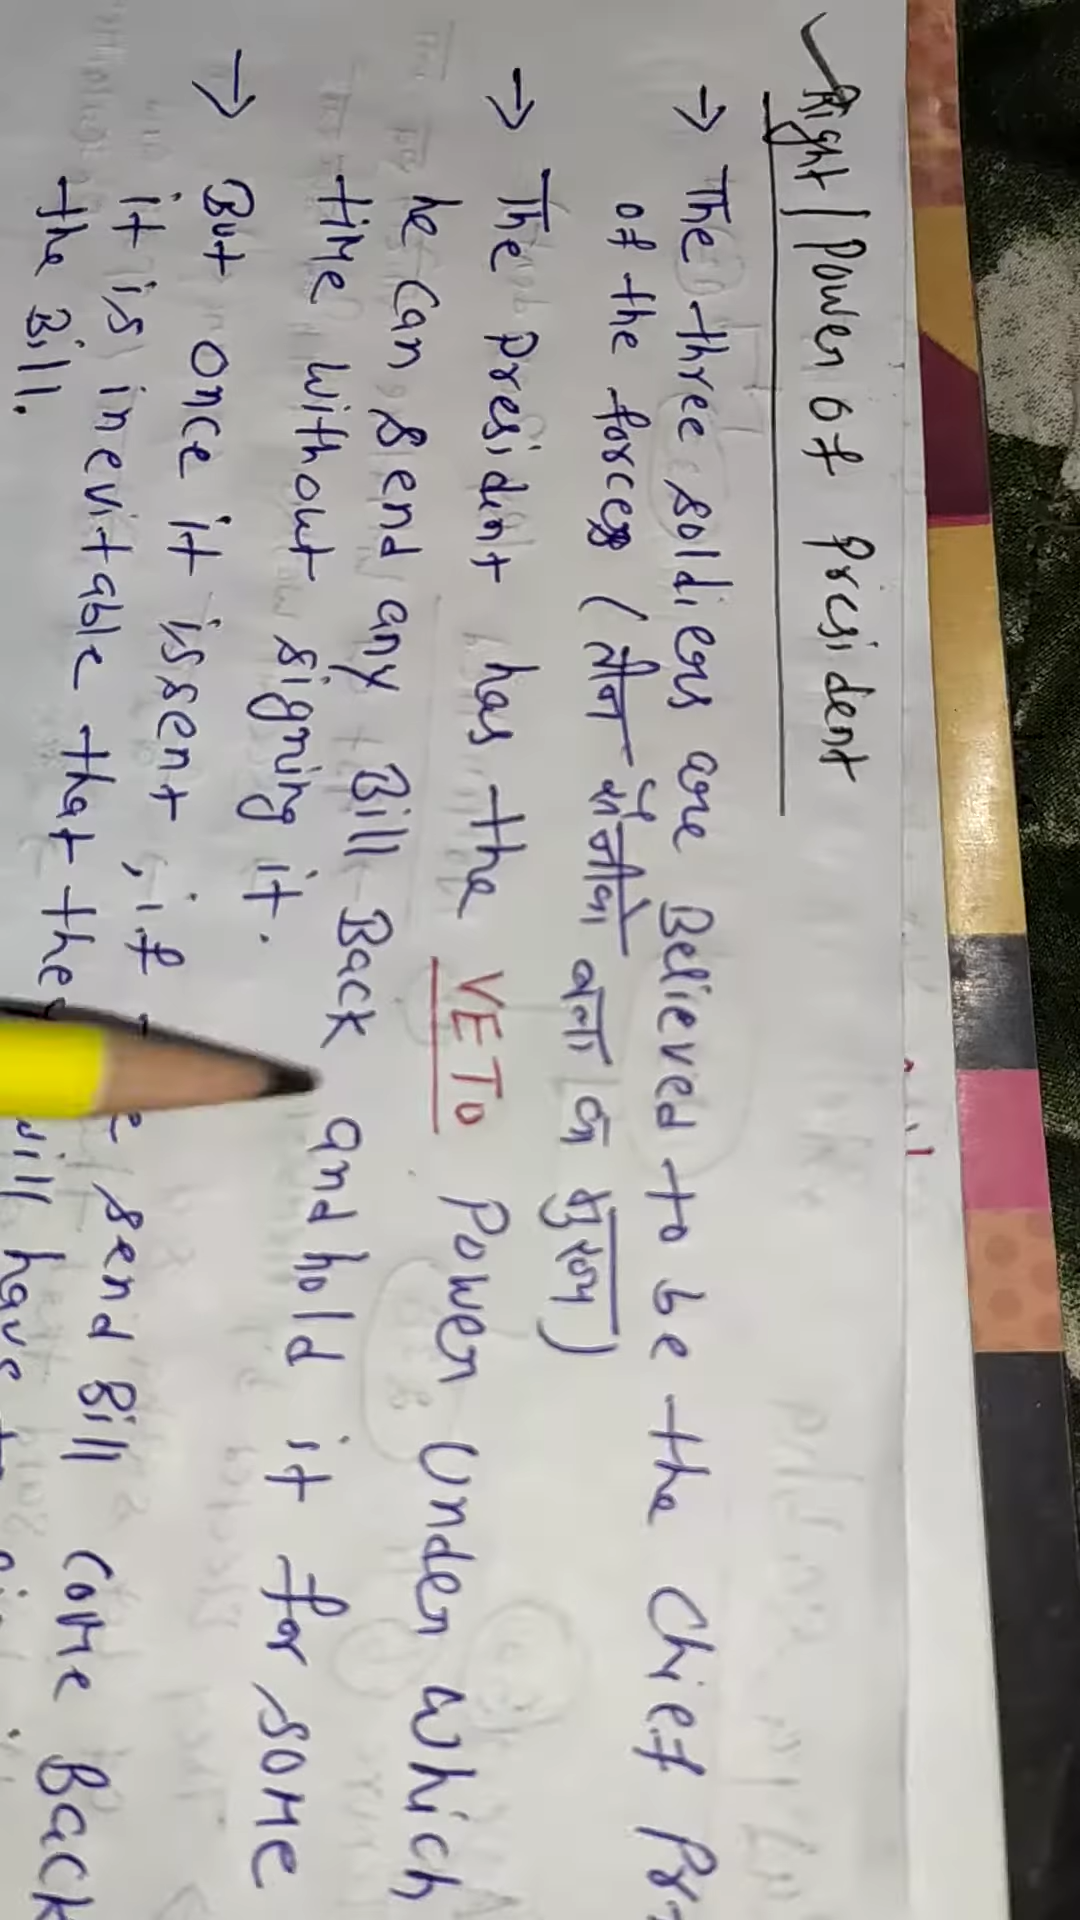 Right / Power of President
→ The three soldiers are Believed to be the Chief Pr
of the forces (तीन सेनाओं का प्रमुख)
→ The President has the VETO Power Under which
he can send any Bill Back and hold it for some
time without signing it.
→ But once it is sent, if send Bill come Back
it is inevitable that the will have
the Bill.